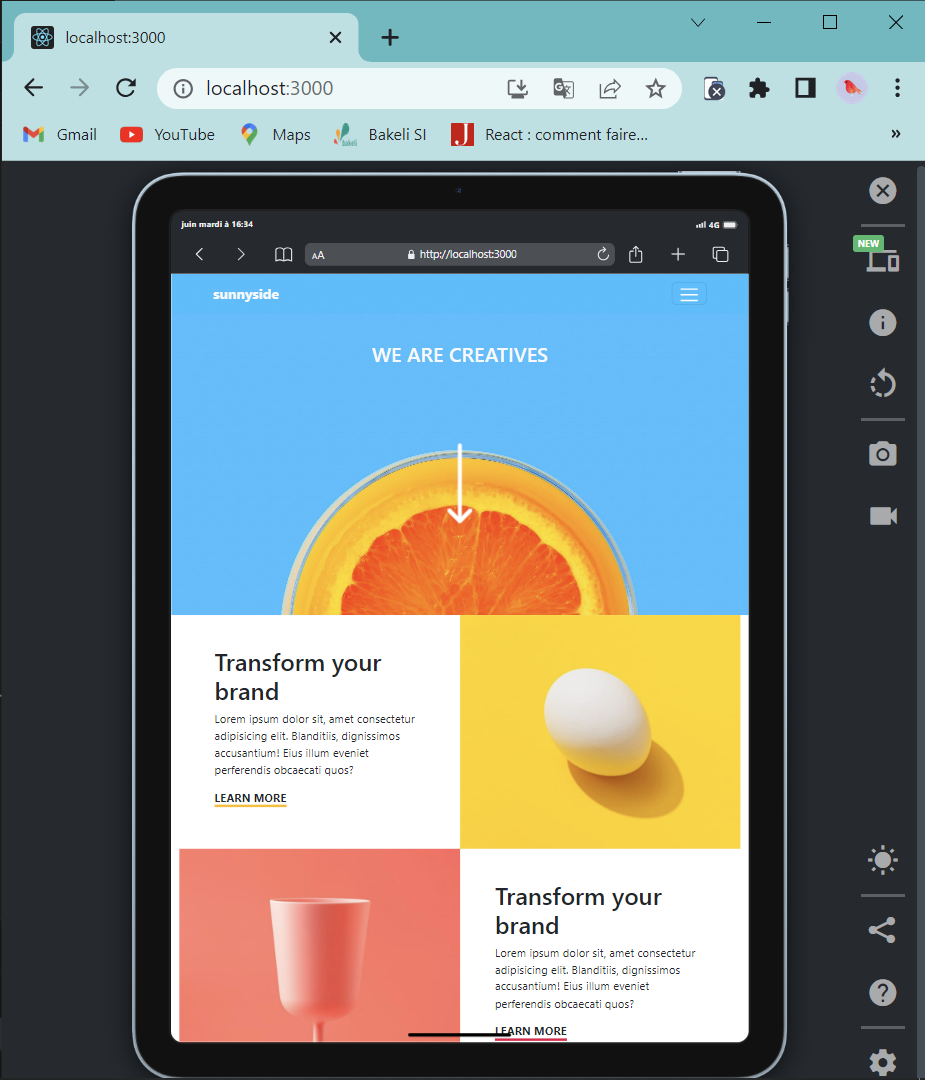 localhost:3000
localhost:3000
Gmail YouTube Maps Bakeli SI React : comment faire...
»
NEW
juin mardi à 16:34 4G
AA http://localhost:3000
sunnyside
WE ARE CREATIVES
Transform your
brand
Lorem ipsum dolor sit, amet consectetur
adipisicing elit. Blanditiis, dignissimos
accusantium! Eius illum eveniet
perferendis obcaecati quos?
LEARN MORE
Transform your
brand
Lorem ipsum dolor sit, amet consectetur
adipisicing elit. Blanditiis, dignissimos
accusantium! Eius illum eveniet
perferendis obcaecati quos?
LEARN MORE